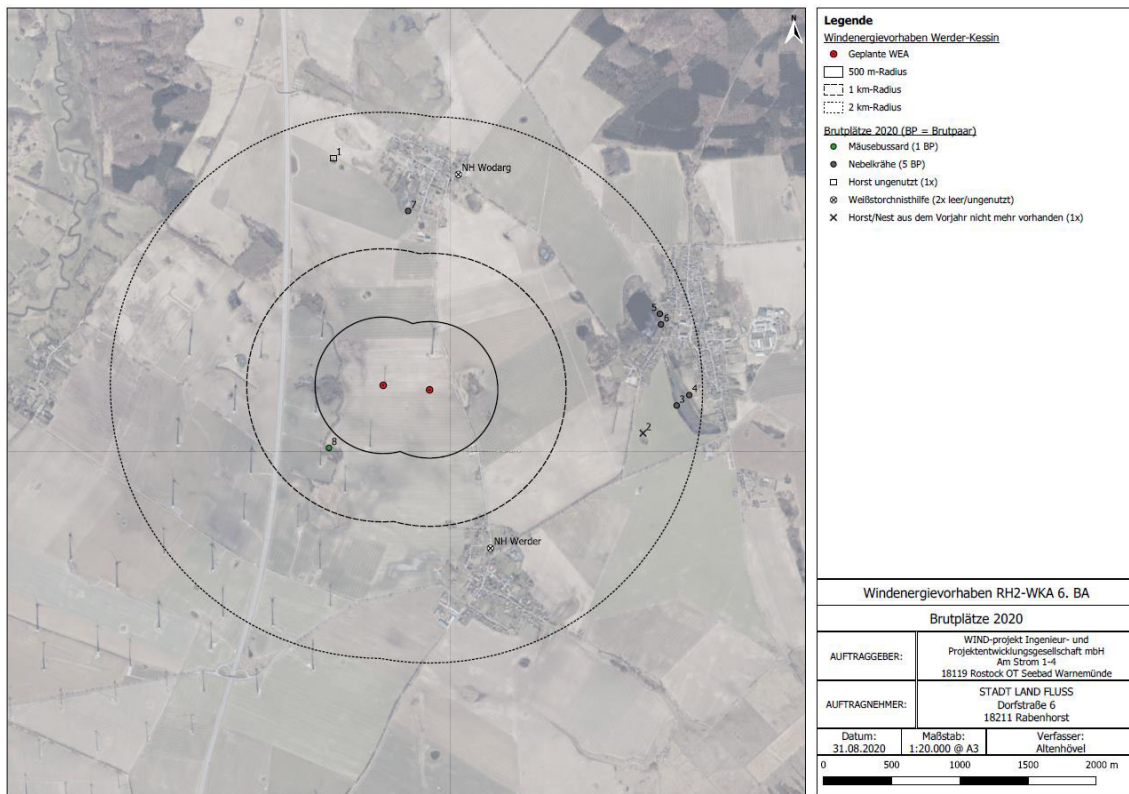 N
1
NH Wodarg
7
5
6
4
3
2
8
NH Werder
Legende
Windenergievorhaben Werder-Kessin
Geplante WEA
500 m-Radius
1 km-Radius
2 km-Radius
Brutplätze 2020 (BP = Brutpaar)
Mäusebussard (1 BP)
Nebelkrähe (5 BP)
Horst ungenutzt (1x)
Weißstorchnisthilfe (2x leer/ungenutzt)
Horst/Nest aus dem Vorjahr nicht mehr vorhanden (1x)
Windenergievorhaben RH2-WKA 6. BA
Brutplätze 2020
AUFTRAGGEBER:
WIND-projekt Ingenieur- und
Projektentwicklungsgesellschaft mbH
Am Strom 1-4
18119 Rostock OT Seebad Warnemünde
AUFTRAGNEHMER:
STADT LAND FLUSS
Dorfstraße 6
18211 Rabenhorst
Datum:
31.08.2020
Maßstab:
1:20.000 @ A3
Verfasser:
Altenhövel
0 500 1000 1500 2000 m